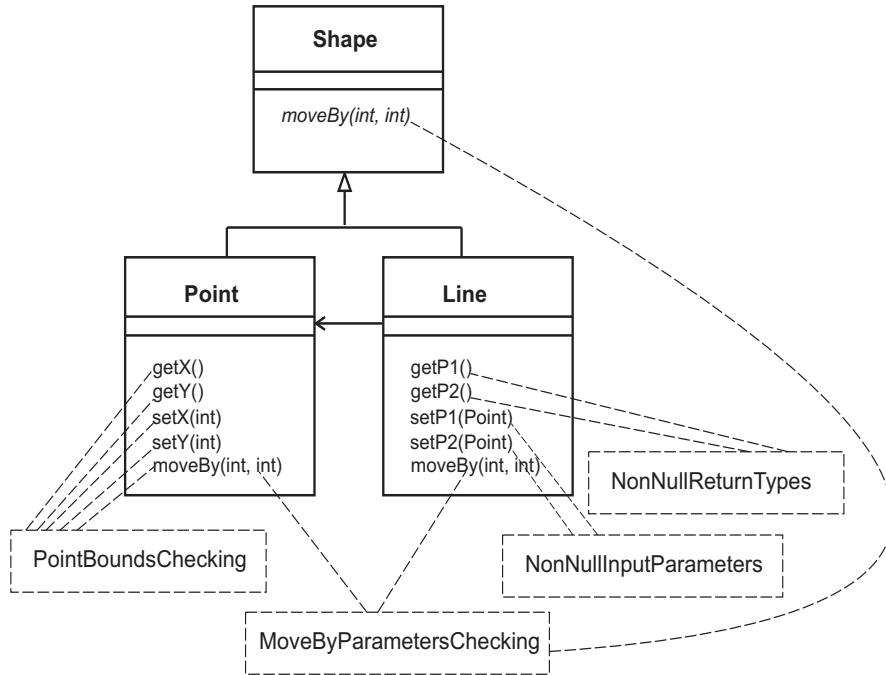 Shape
moveBy(int, int)
Point
getX()
getY()
setX(int)
setY(int)
moveBy(int, int)
Line
getP1()
getP2()
setP1(Point)
setP2(Point)
moveBy(int, int)
NonNullReturnTypes
PointBoundsChecking
NonNullInputParameters
MoveByParametersChecking